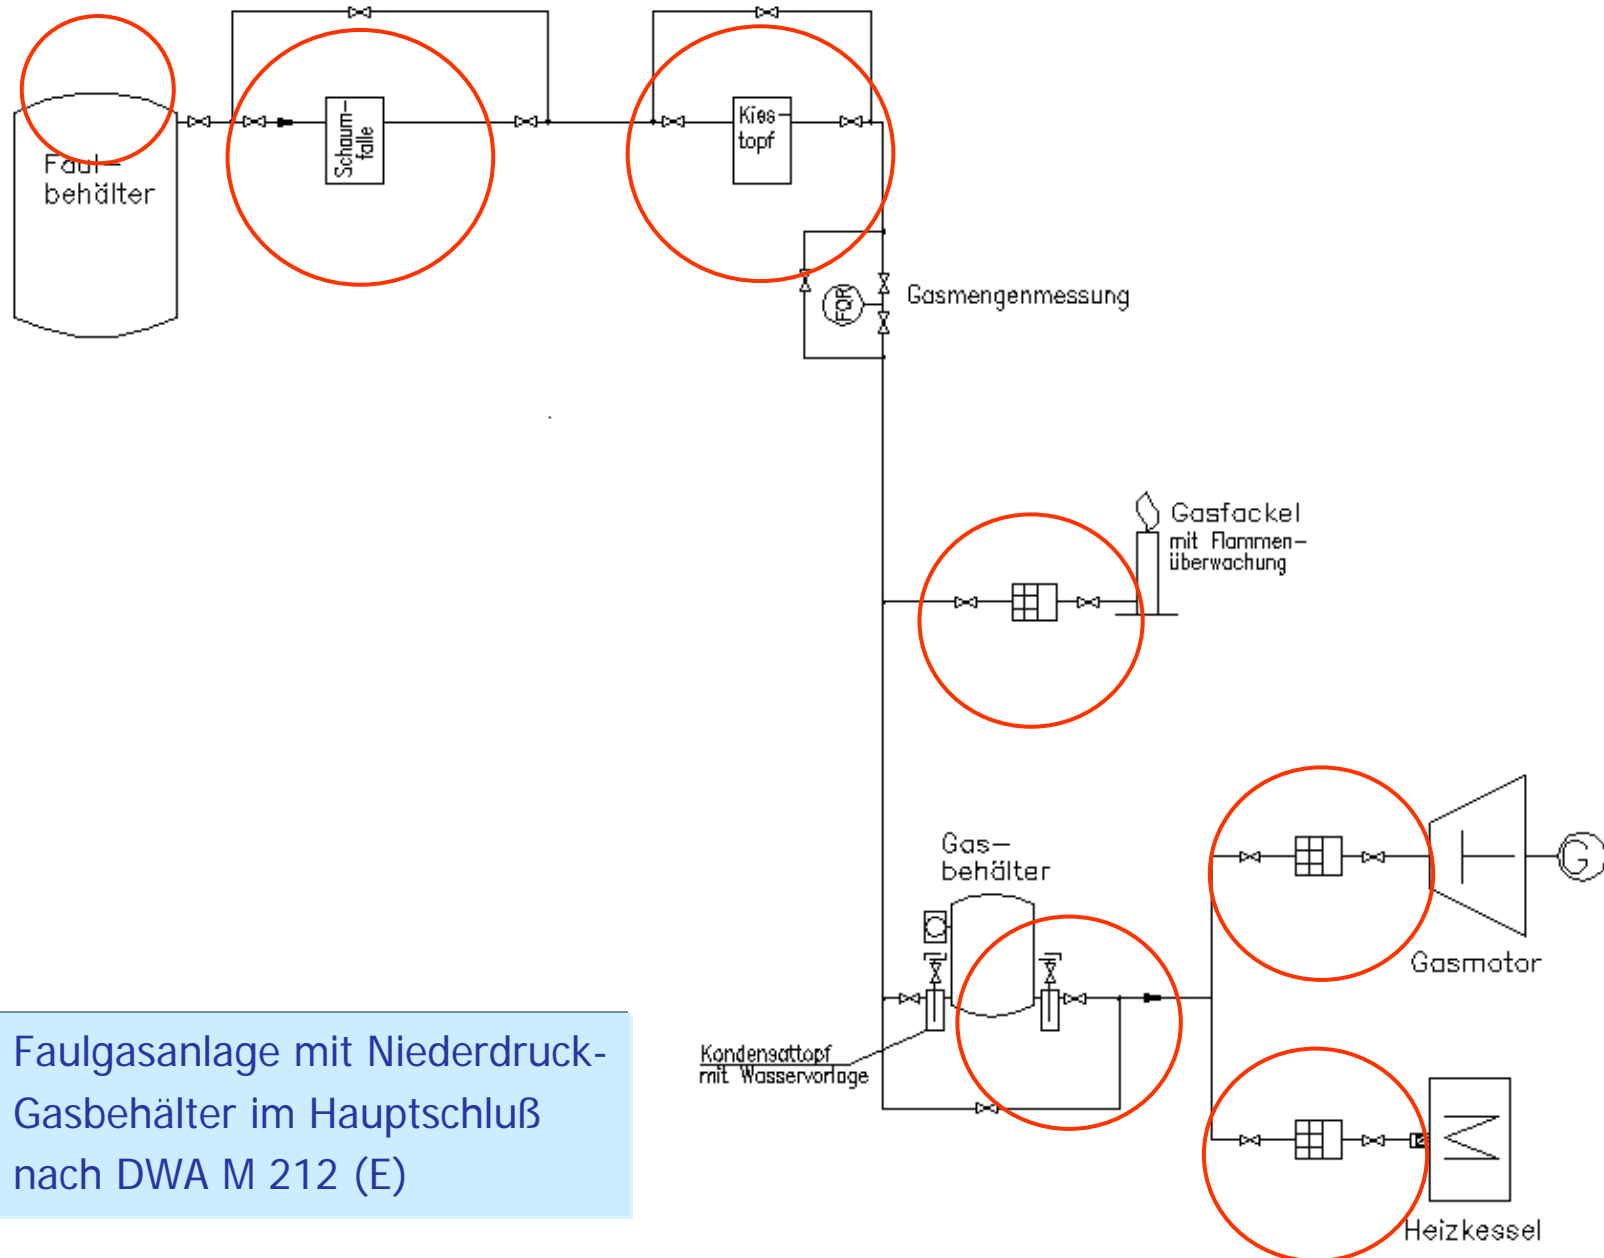 Faul-
behälter
Schaum-
falle
Kies-
topf
FQR
Gasmengenmessung
Gasfackel
mit Flammen-
überwachung
Gas-
behälter
G
Gasmotor
Kondensattopf
mit Wasservorlage
Heizkessel
Faulgasanlage mit Niederdruck-
Gasbehälter im Hauptschluß
nach DWA M 212 (E)